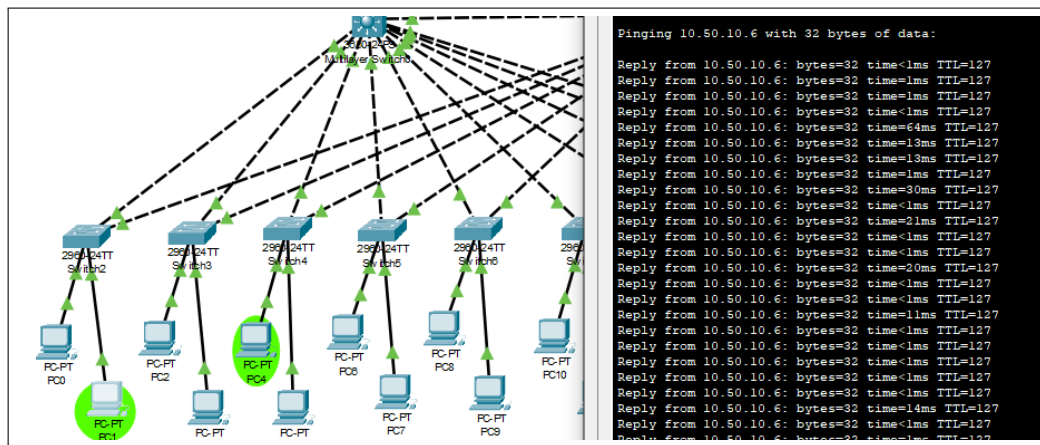 3560-24PS
Multilayer Switch0
2960-24TT
Switch2
2960-24TT
Switch3
2960-24TT
Switch4
2960-24TT
Switch5
2960-24TT
Switch6
PC-PT
PC0
PC-PT
PC2
PC-PT
PC4
PC-PT
PC6
PC-PT
PC8
PC-PT
PC10
PC-PT
PC1
PC-PT
PC-PT
PC-PT
PC7
PC-PT
PC9
Pinging 10.50.10.6 with 32 bytes of data:
Reply from 10.50.10.6: bytes=32 time<1ms TTL=127
Reply from 10.50.10.6: bytes=32 time=1ms TTL=127
Reply from 10.50.10.6: bytes=32 time=1ms TTL=127
Reply from 10.50.10.6: bytes=32 time<1ms TTL=127
Reply from 10.50.10.6: bytes=32 time=64ms TTL=127
Reply from 10.50.10.6: bytes=32 time=13ms TTL=127
Reply from 10.50.10.6: bytes=32 time=13ms TTL=127
Reply from 10.50.10.6: bytes=32 time=1ms TTL=127
Reply from 10.50.10.6: bytes=32 time=30ms TTL=127
Reply from 10.50.10.6: bytes=32 time<1ms TTL=127
Reply from 10.50.10.6: bytes=32 time=21ms TTL=127
Reply from 10.50.10.6: bytes=32 time<1ms TTL=127
Reply from 10.50.10.6: bytes=32 time<1ms TTL=127
Reply from 10.50.10.6: bytes=32 time=20ms TTL=127
Reply from 10.50.10.6: bytes=32 time<1ms TTL=127
Reply from 10.50.10.6: bytes=32 time<1ms TTL=127
Reply from 10.50.10.6: bytes=32 time=11ms TTL=127
Reply from 10.50.10.6: bytes=32 time<1ms TTL=127
Reply from 10.50.10.6: bytes=32 time<1ms TTL=127
Reply from 10.50.10.6: bytes=32 time<1ms TTL=127
Reply from 10.50.10.6: bytes=32 time<1ms TTL=127
Reply from 10.50.10.6: bytes=32 time<1ms TTL=127
Reply from 10.50.10.6: bytes=32 time=14ms TTL=127
Reply from 10.50.10.6: bytes=32 time<1ms TTL=127
Reply from 10.50.10.6: bytes=32 time<1ms TTL=127